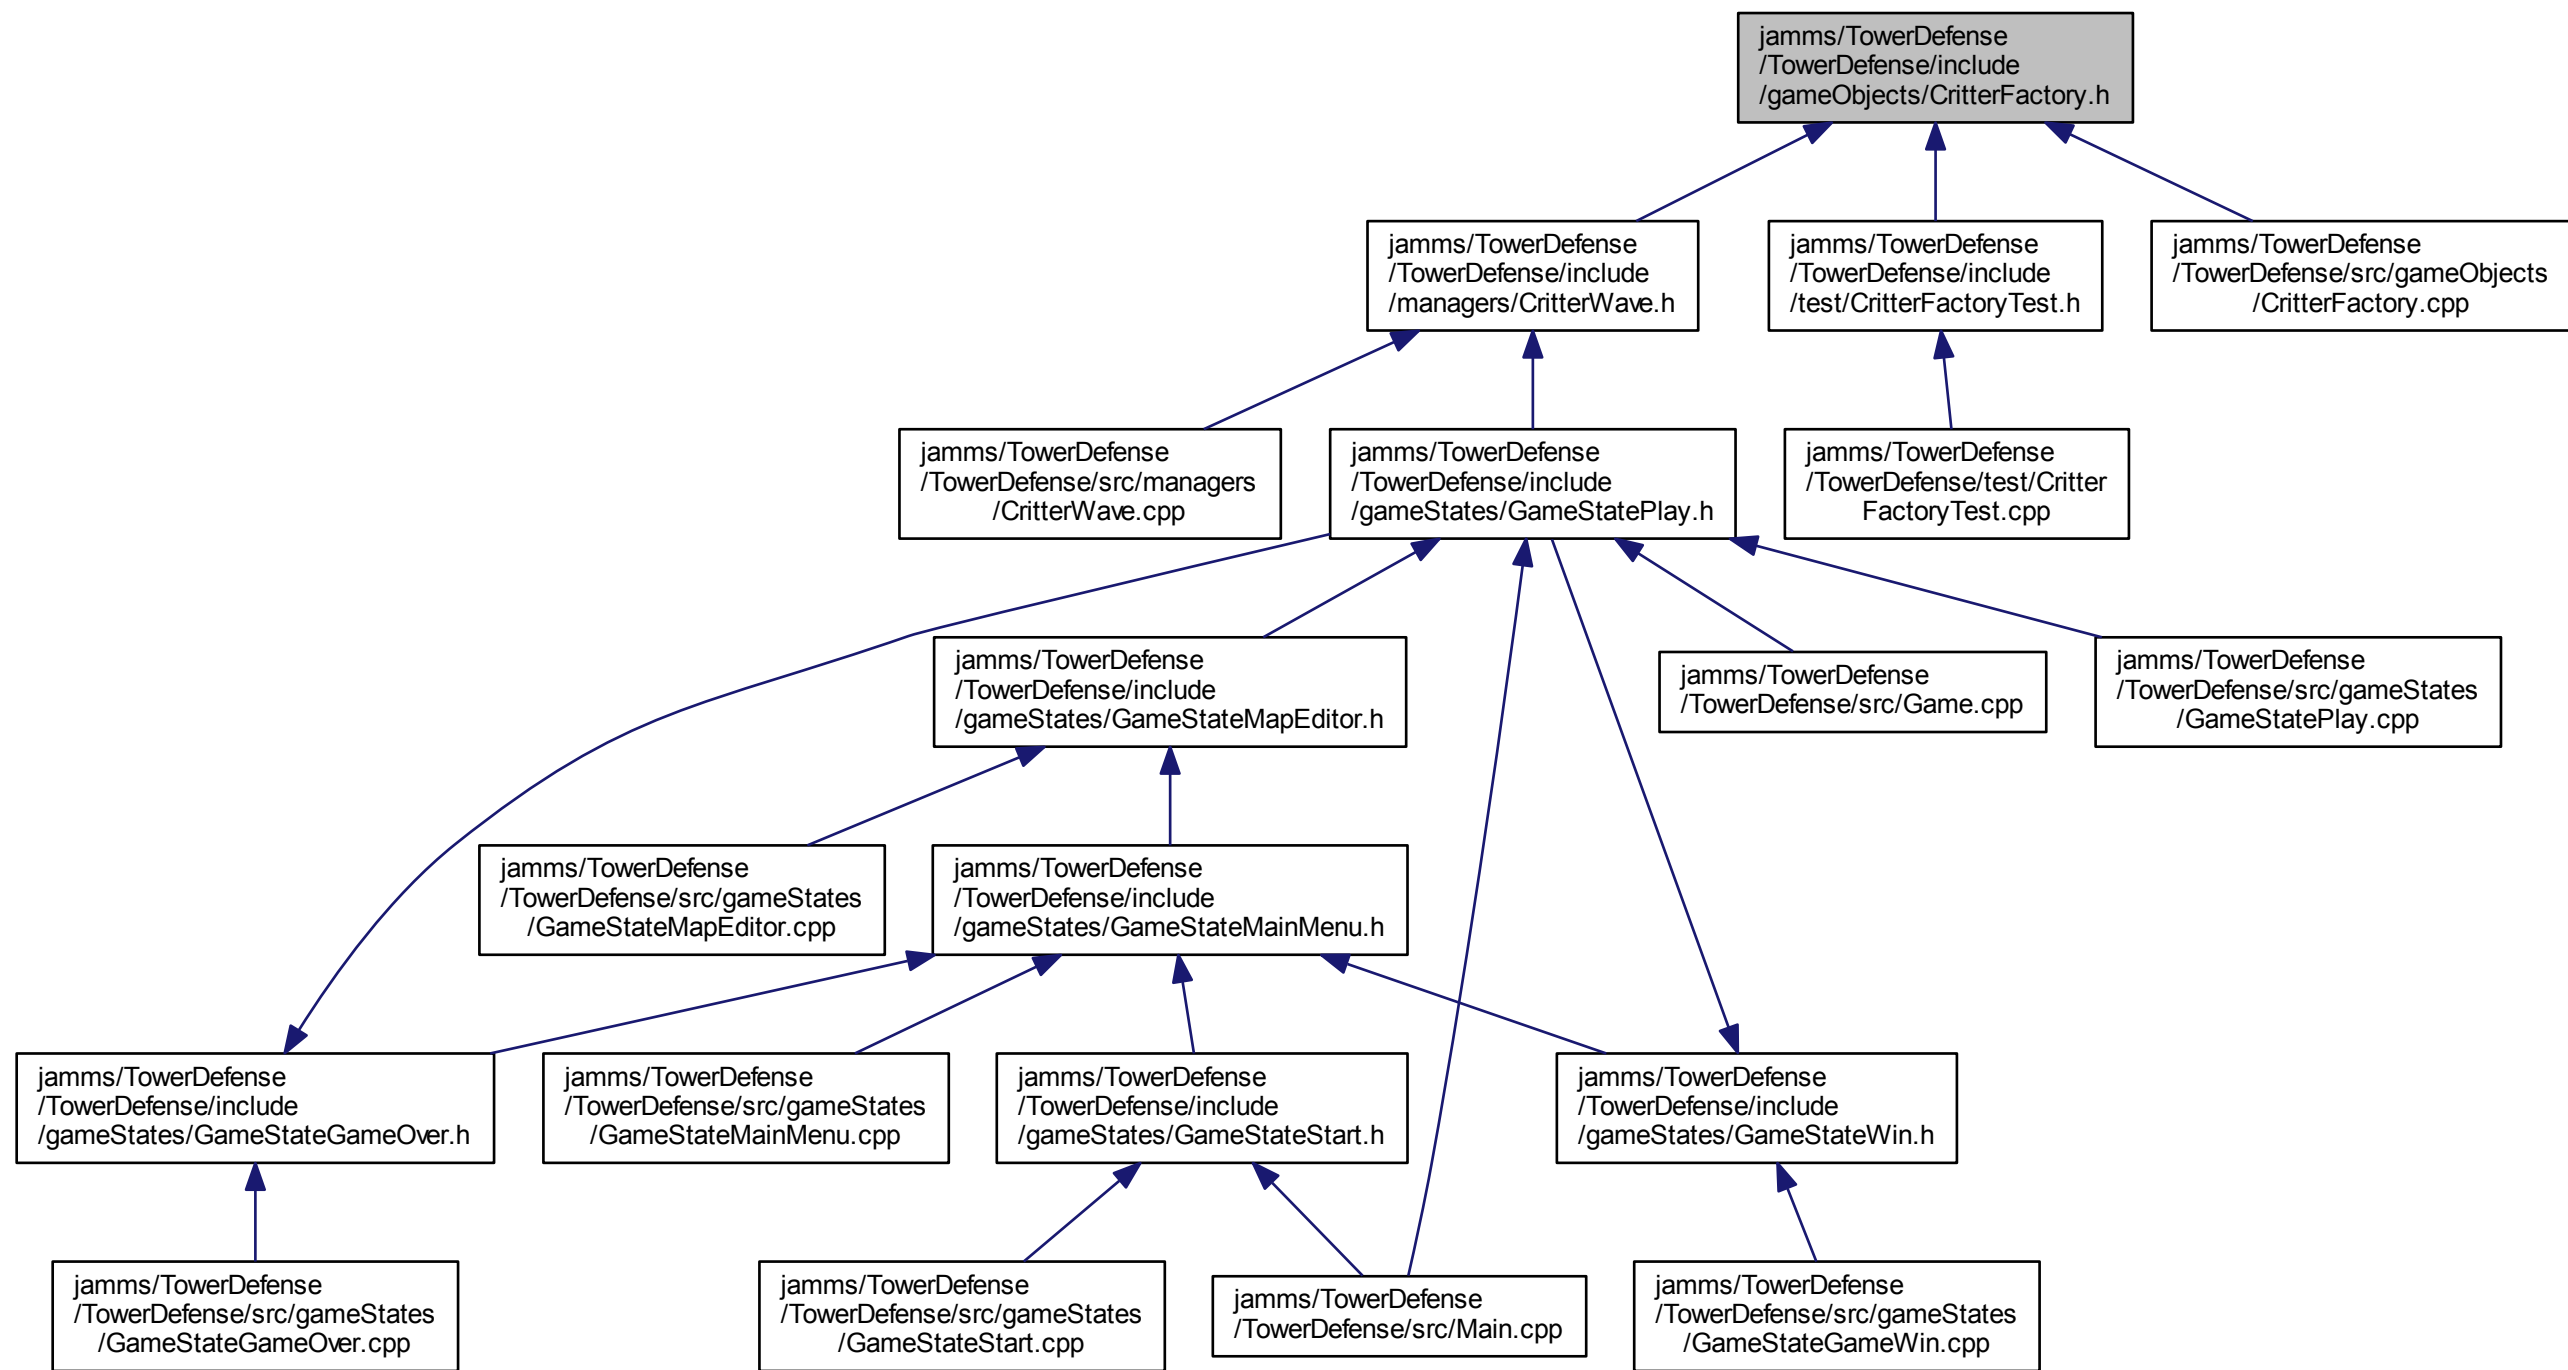 jamms/TowerDefense
/TowerDefense/include
/gameObjects/CritterFactory.h
jamms/TowerDefense
/TowerDefense/include
/managers/CritterWave.h
jamms/TowerDefense
/TowerDefense/include
/test/CritterFactoryTest.h
jamms/TowerDefense
/TowerDefense/src/gameObjects
/CritterFactory.cpp
jamms/TowerDefense
/TowerDefense/src/managers
/CritterWave.cpp
jamms/TowerDefense
/TowerDefense/include
/gameStates/GameStatePlay.h
jamms/TowerDefense
/TowerDefense/test/Critter
FactoryTest.cpp
jamms/TowerDefense
/TowerDefense/include
/gameStates/GameStateMapEditor.h
jamms/TowerDefense
/TowerDefense/src/Game.cpp
jamms/TowerDefense
/TowerDefense/src/gameStates
/GameStatePlay.cpp
jamms/TowerDefense
/TowerDefense/src/gameStates
/GameStateMapEditor.cpp
jamms/TowerDefense
/TowerDefense/include
/gameStates/GameStateMainMenu.h
jamms/TowerDefense
/TowerDefense/include
/gameStates/GameStateGameOver.h
jamms/TowerDefense
/TowerDefense/src/gameStates
/GameStateMainMenu.cpp
jamms/TowerDefense
/TowerDefense/include
/gameStates/GameStateStart.h
jamms/TowerDefense
/TowerDefense/include
/gameStates/GameStateWin.h
jamms/TowerDefense
/TowerDefense/src/gameStates
/GameStateGameOver.cpp
jamms/TowerDefense
/TowerDefense/src/gameStates
/GameStateStart.cpp
jamms/TowerDefense
/TowerDefense/src/Main.cpp
jamms/TowerDefense
/TowerDefense/src/gameStates
/GameStateGameWin.cpp